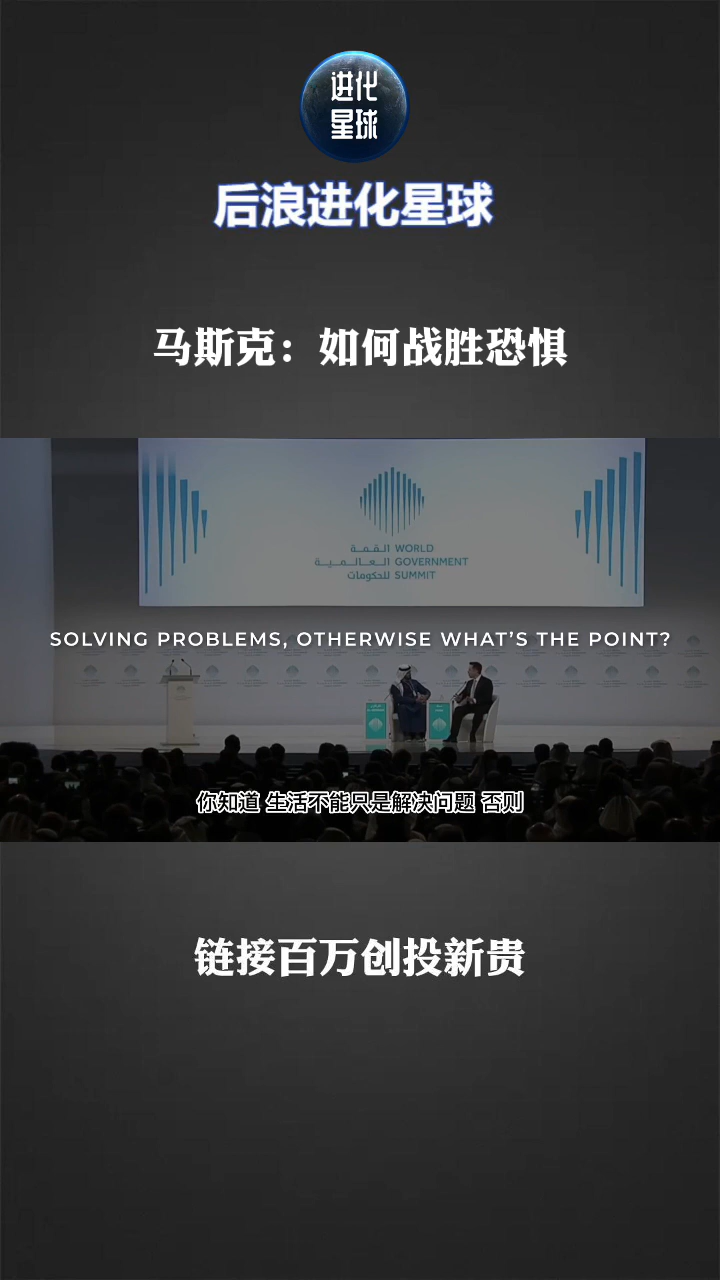 进化
星球
后浪进化星球
马斯克：如何战胜恐惧
القمة WORLD
العالمية GOVERNMENT
للحكومات SUMMIT
SOLVING PROBLEMS, OTHERWISE WHAT'S THE POINT?
你知道 生活不能只是解决问题 否则
链接百万创投新贵